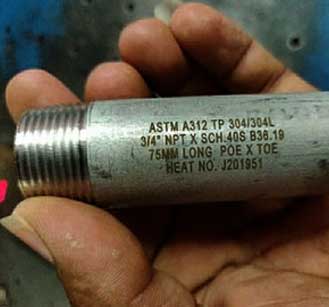 ASTM A312 TP 304/304L
3/4" NPT X SCH.40S B36.19
75MM LONG POE X TOE
HEAT NO. J201951